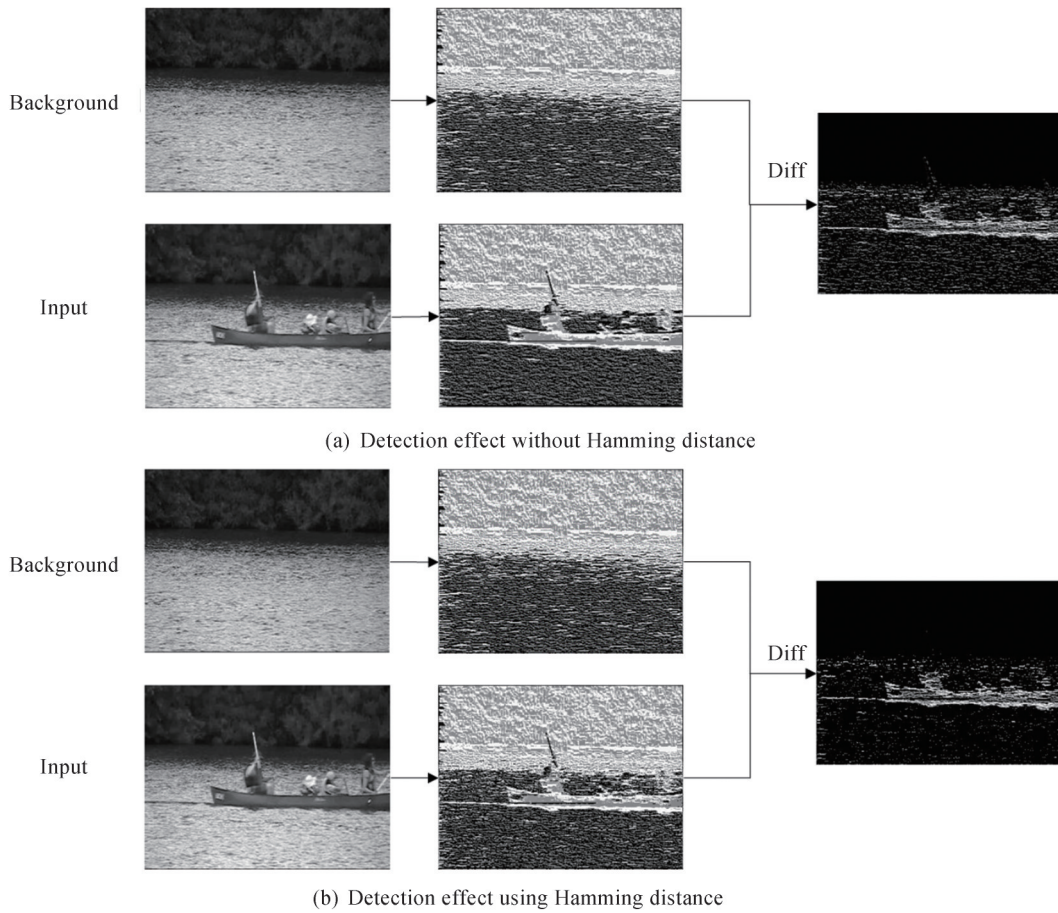 Background
Diff
Input
(a) Detection effect without Hamming distance
Background
Diff
Input
(b) Detection effect using Hamming distance